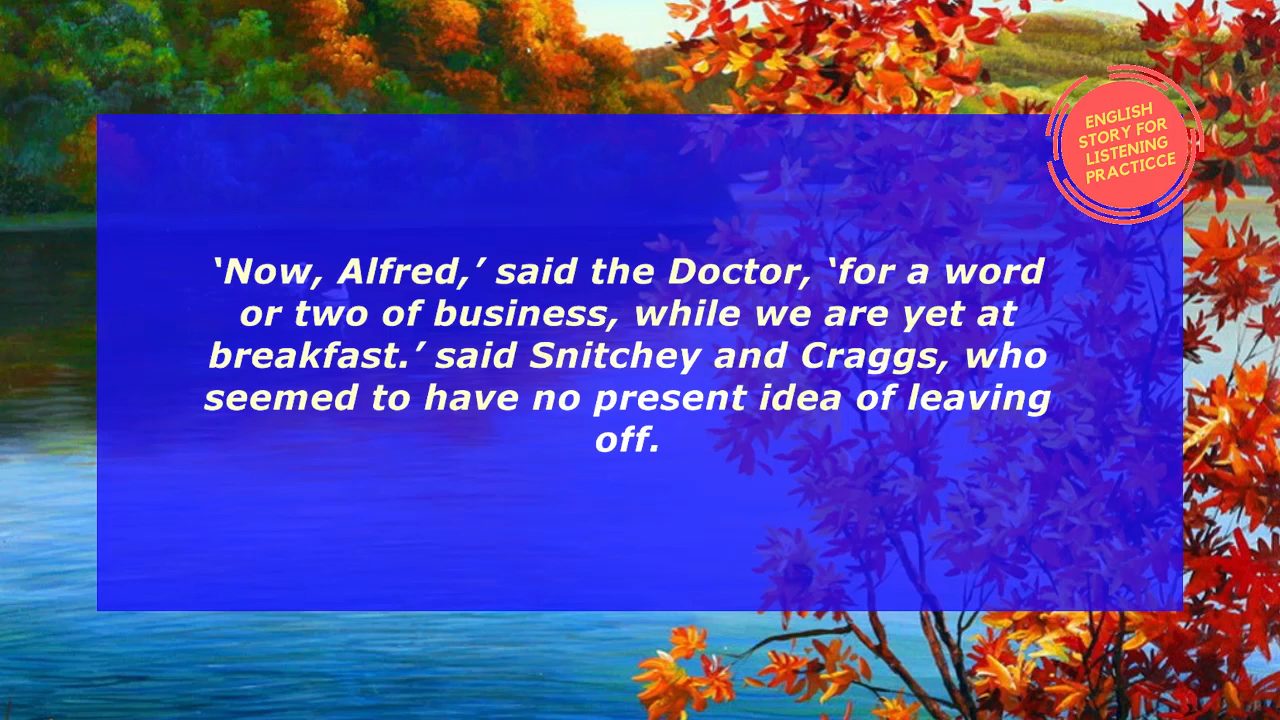 ‘Now, Alfred,’ said the Doctor, ‘for a word
or two of business, while we are yet at
breakfast.’ said Snitchey and Craggs, who
seemed to have no present idea of leaving
off.
ENGLISH
STORY FOR
LISTENING
PRACTICCE